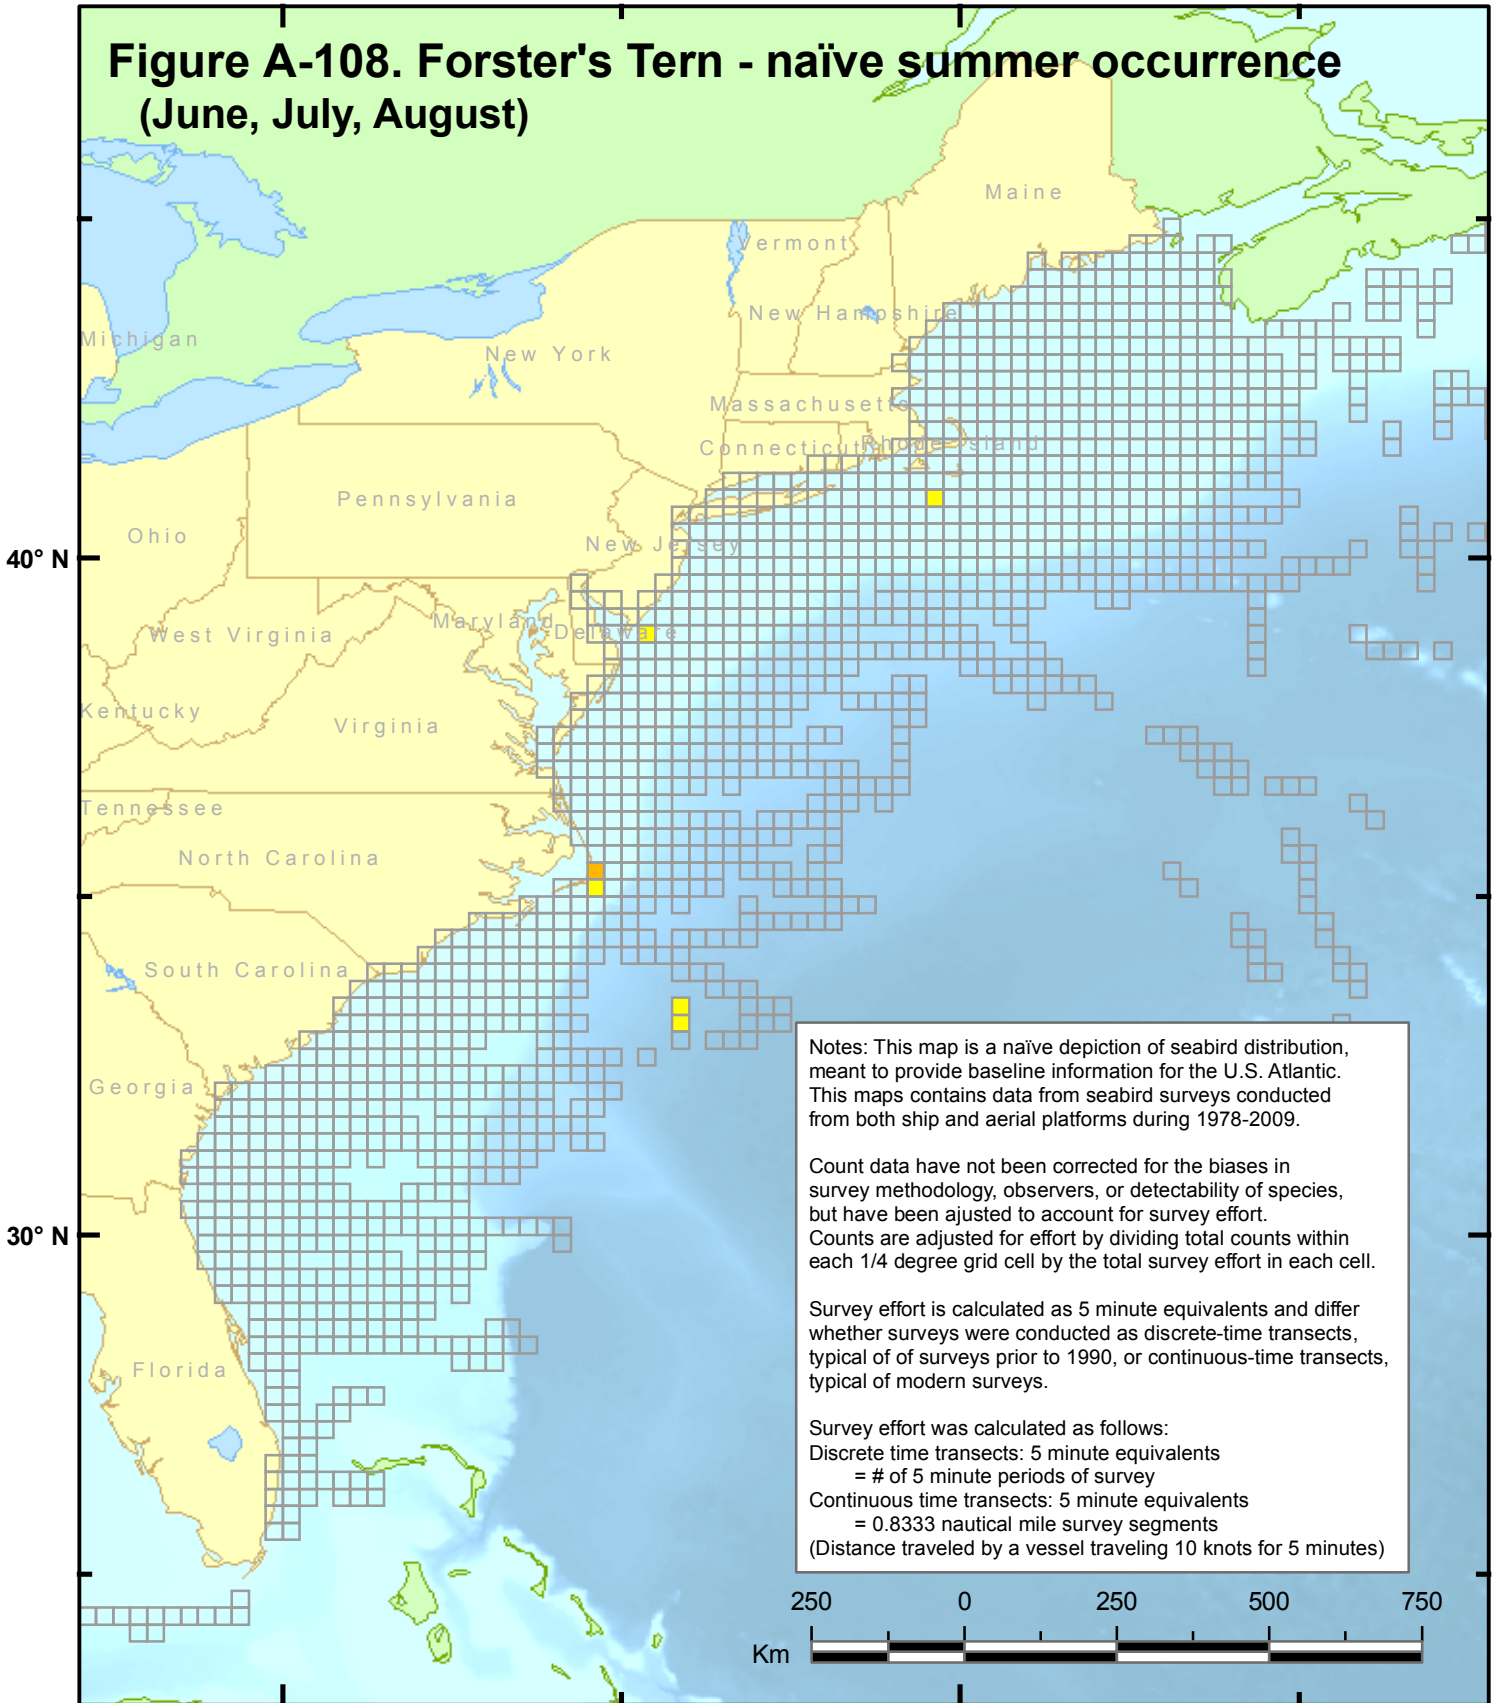 Figure A-108. Forster's Tern - naïve summer occurrence
(June, July, August)
Maine
Vermont
New Hampshire
Michigan
New York
Massachusetts
Connecticut
Rhode Island
Pennsylvania
Ohio
New Jersey
40° N
Maryland
Delaware
West Virginia
Kentucky
Virginia
Tennessee
North Carolina
South Carolina
Georgia
30° N
Florida
Notes: This map is a naïve depiction of seabird distribution,
meant to provide baseline information for the U.S. Atlantic.
This maps contains data from seabird surveys conducted
from both ship and aerial platforms during 1978-2009.
Count data have not been corrected for the biases in
survey methodology, observers, or detectability of species,
but have been ajusted to account for survey effort.
Counts are adjusted for effort by dividing total counts within
each 1/4 degree grid cell by the total survey effort in each cell.
Survey effort is calculated as 5 minute equivalents and differ
whether surveys were conducted as discrete-time transects,
typical of of surveys prior to 1990, or continuous-time transects,
typical of modern surveys.
Survey effort was calculated as follows:
Discrete time transects: 5 minute equivalents
= # of 5 minute periods of survey
Continuous time transects: 5 minute equivalents
= 0.8333 nautical mile survey segments
(Distance traveled by a vessel traveling 10 knots for 5 minutes)
250 0 250 500 750
Km